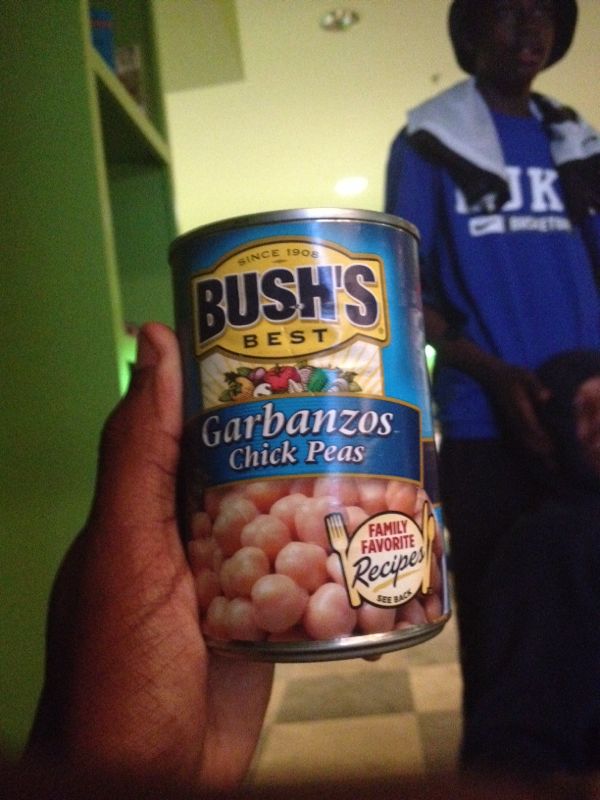 SINCE 1908
BUSH'S
BEST
Garbanzos
Chick Peas
FAMILY
FAVORITE
Recipes
SEE BACK